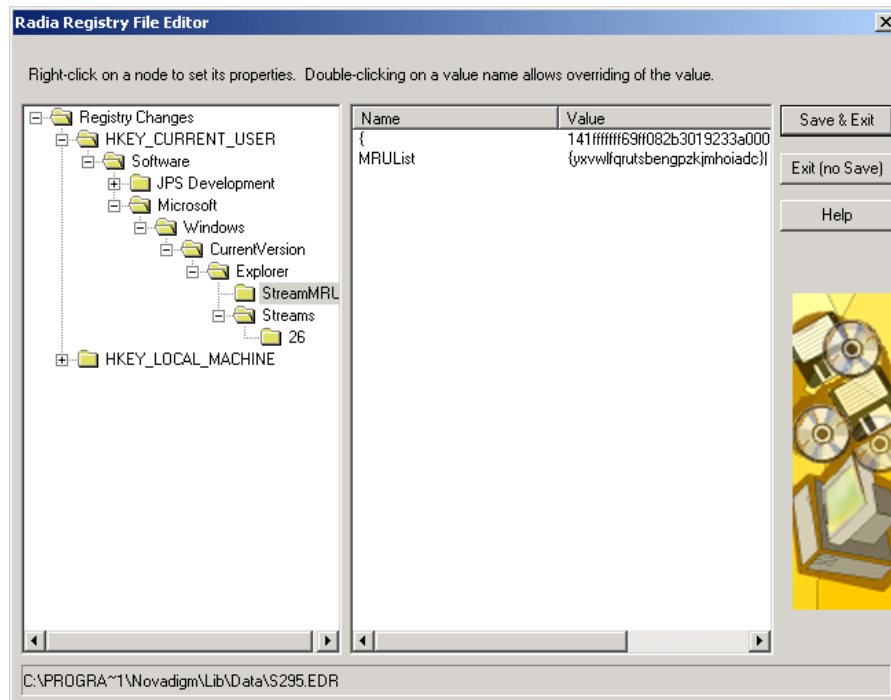 Radia Registry File Editor
Right-click on a node to set its properties. Double-clicking on a value name allows overriding of the value.
Registry Changes
HKEY_CURRENT_USER
Software
JPS Development
Microsoft
Windows
CurrentVersion
Explorer
StreamMRU
Streams
26
HKEY_LOCAL_MACHINE
Name Value
{ 141fffffff69ff082b3019233a000
MRUList {yxvwlfqrutsbengpzkjmhoiadc}|
Save & Exit
Exit (no Save)
Help
C:\PROGRA~1\Novadigm\Lib\Data\S295.EDR